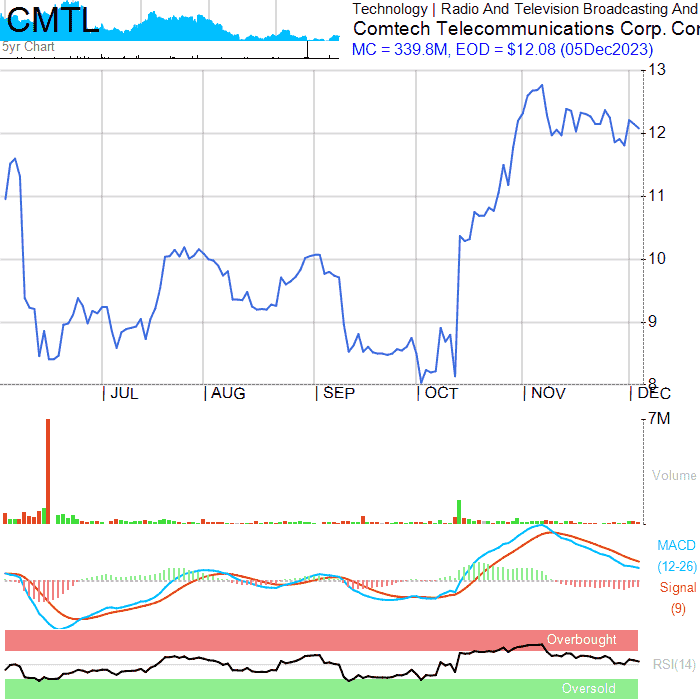 CMTL
5yr Chart
Technology | Radio And Television Broadcasting And
Comtech Telecommunications Corp. Cor
MC = 339.8M, EOD = $12.08 (05Dec2023)
13
12
11
10
9
8
| JUL | AUG | SEP | OCT | NOV | DEC
7M
Volume
MACD
(12-26)
Signal
(9)
Overbought
RSI(14)
Oversold